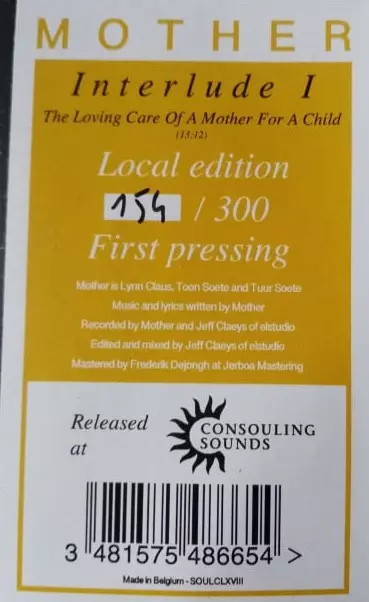 MOTHER
Interlude I
The Loving Care Of A Mother For A Child
(13:12)
Local edition
154 / 300
First pressing
Mother is Lynn Claus, Toon Soete and Tuur Soete
Music and lyrics written by Mother
Recorded by Mother and Jeff Claeys of elstudio
Edited and mixed by Jeff Claeys of elstudio
Mastered by Frederik Dejongh at Jerboa Mastering
Released
at
CONSOULING
SOUNDS
3 481575 486654 >
Made in Belgium - SOULCLXVIII